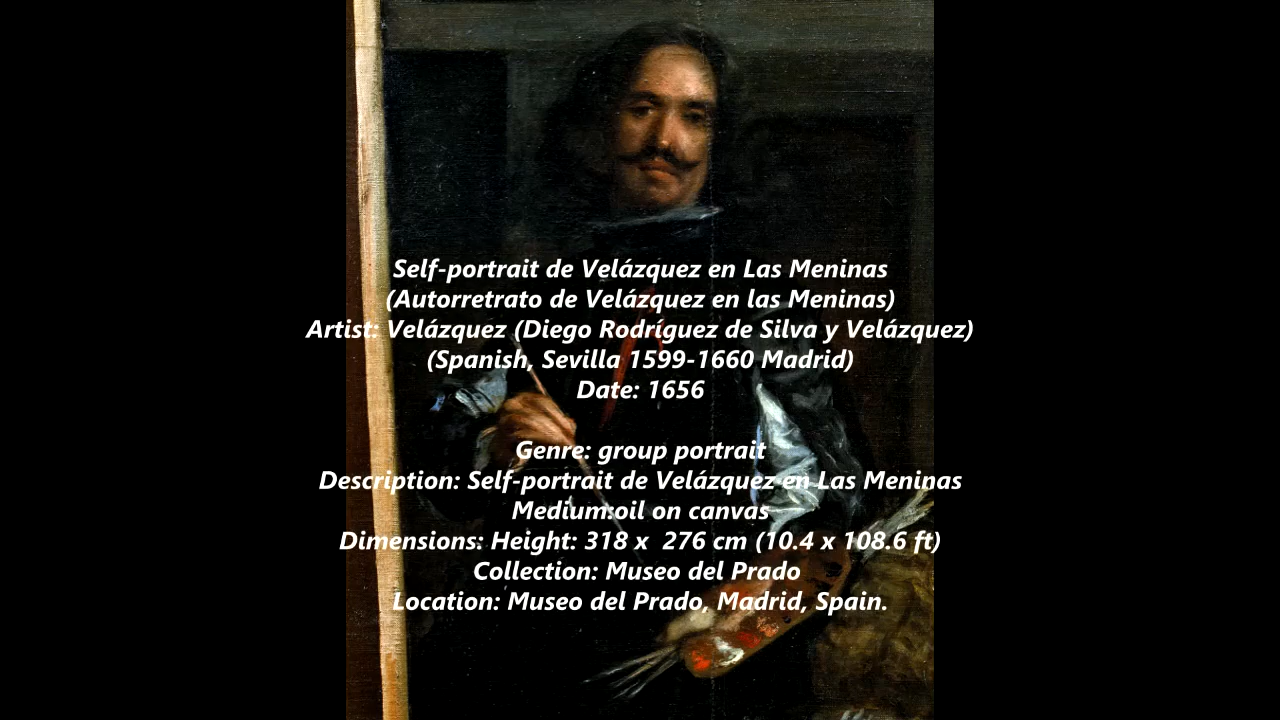 Self-portrait de Velázquez en Las Meninas
(Autorretrato de Velázquez en las Meninas)
Artist: Velázquez (Diego Rodríguez de Silva y Velázquez)
(Spanish, Sevilla 1599-1660 Madrid)
Date: 1656
Genre: group portrait
Description: Self-portrait de Velázquez en Las Meninas
Medium:oil on canvas
Dimensions: Height: 318 x  276 cm (10.4 x 108.6 ft)
Collection: Museo del Prado
Location: Museo del Prado, Madrid, Spain.